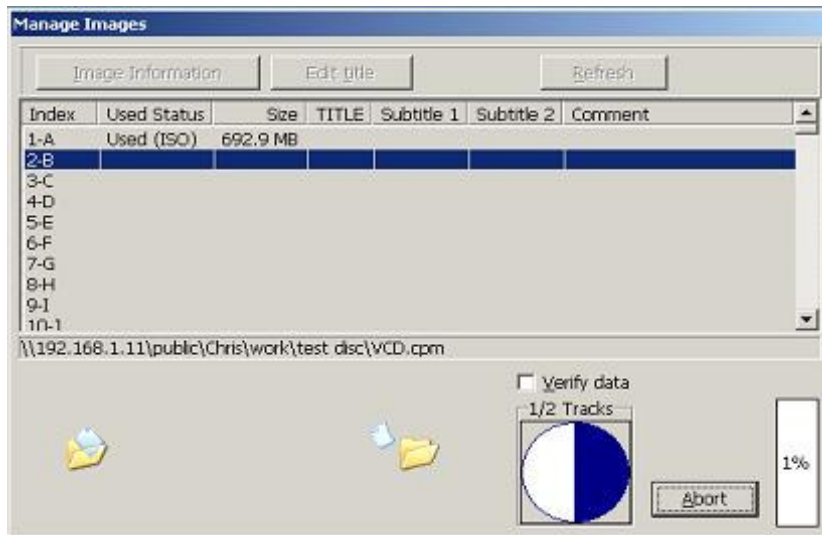 Manage Images
Image Information Edit title Refresh
Index Used Status Size TITLE Subtitle 1 Subtitle 2 Comment
1-A Used (ISO) 692.9 MB
2-B
3-C
4-D
5-E
6-F
7-G
8-H
9-I
10-1
\\192.168.1.11\public\Chris\work\test disc\VCD.cpm
Verify data
1/2 Tracks
1%
Abort